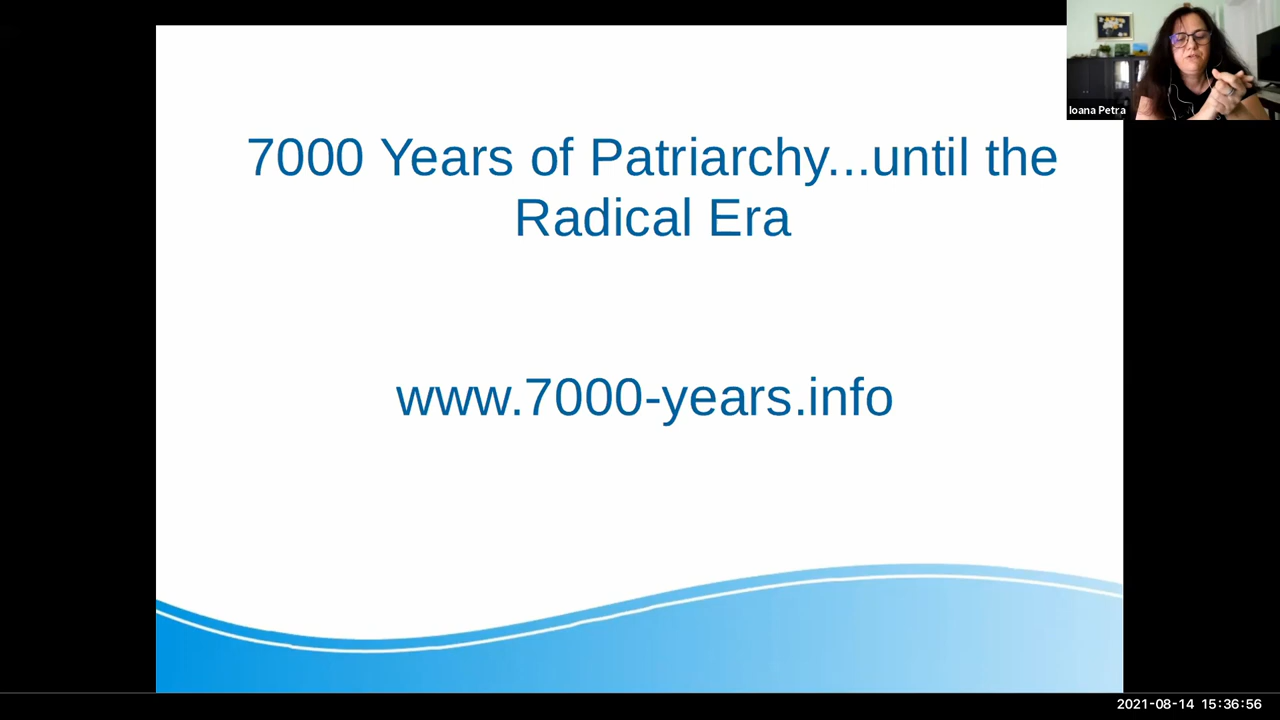 Ioana Petra
7000 Years of Patriarchy...until the
Radical Era
www.7000-years.info
2021-08-14 15:36:56